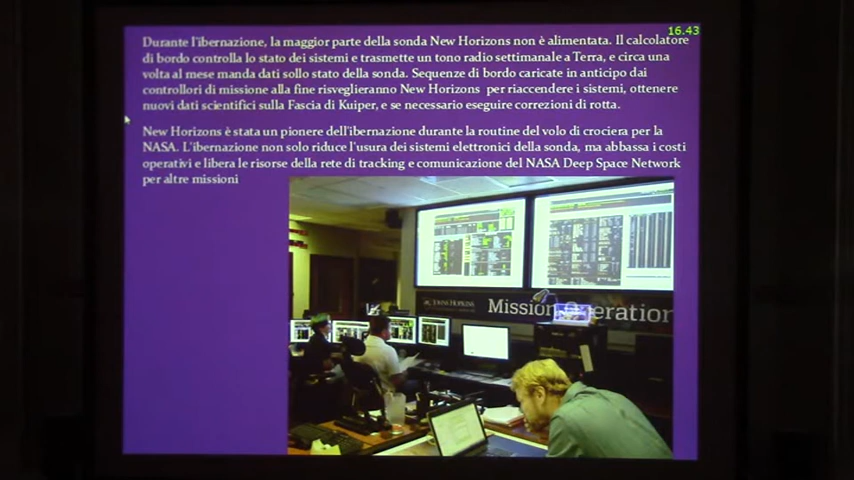 16.43
Durante l'ibernazione, la maggior parte della sonda New Horizons non è alimentata. Il calcolatore
di bordo controlla lo stato dei sistemi e trasmette un tono radio settimanale a Terra, e circa una
volta al mese manda dati sollo stato della sonda. Sequenze di bordo caricate in anticipo dai
controllori di missione alla fine risveglieranno New Horizons per riaccendere i sistemi, ottenere
nuovi dati scientifici sulla Fascia di Kuiper, e se necessario eseguire correzioni di rotta.
New Horizons è stata un pionere dell'ibernazione durante la routine del volo di crociera per la
NASA. L'ibernazione non solo riduce l'usura dei sistemi elettronici della sonda, ma abbassa i costi
operativi e libera le risorse della rete di tracking e comunicazione del NASA Deep Space Network
per altre missioni
JOHNS HOPKINS
Mission Operation